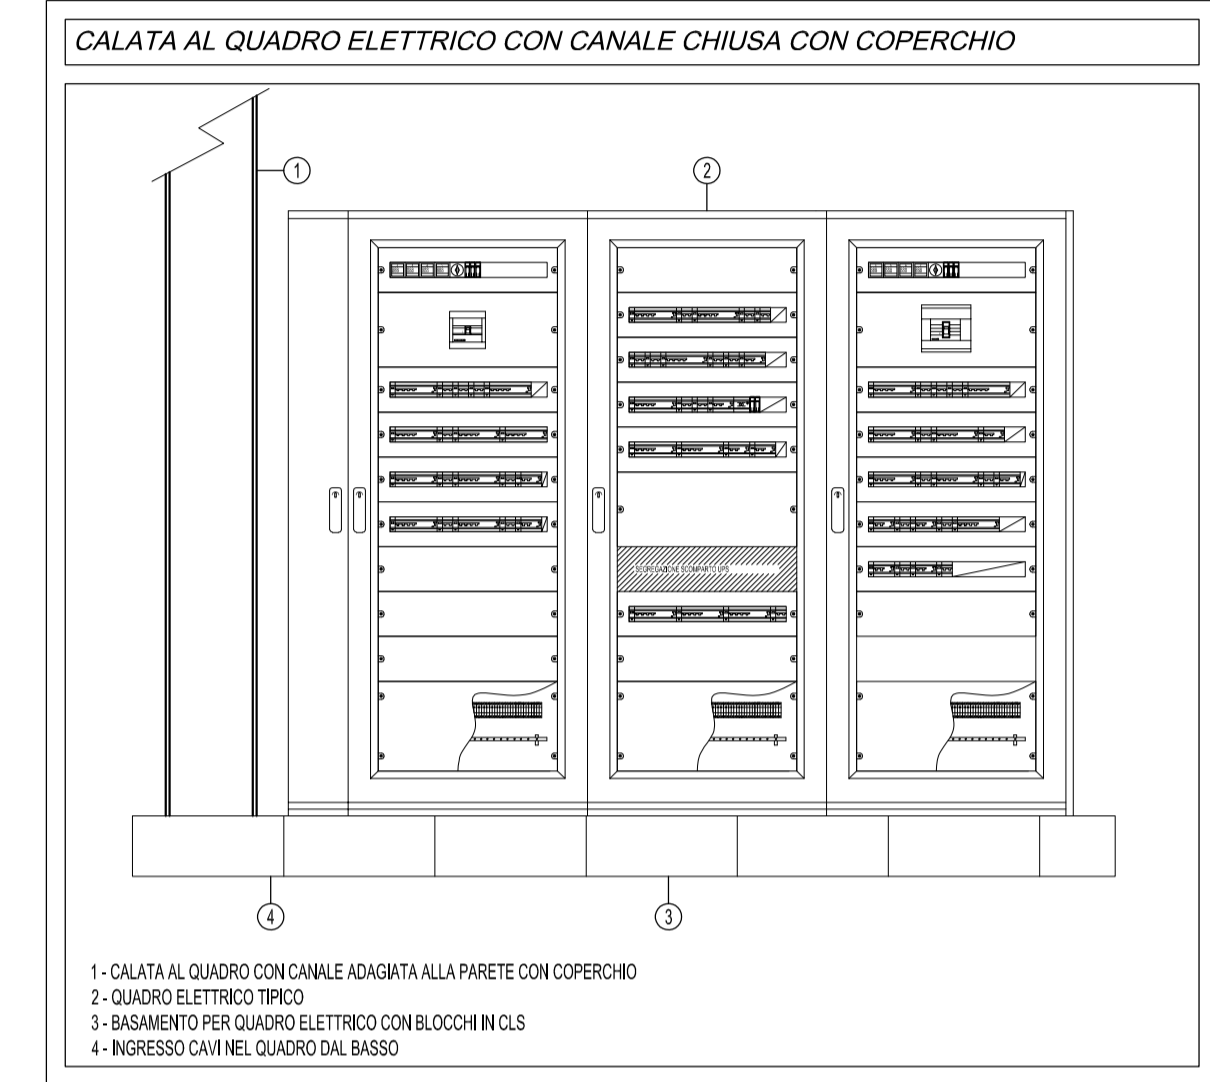 CALATA AL QUADRO ELETTRICO CON CANALE CHIUSA CON COPERCHIO
1
2
SEGREGAZIONE SCOMPARTO UPS
4
3
1 - CALATA AL QUADRO CON CANALE ADAGIATA ALLA PARETE CON COPERCHIO
2 - QUADRO ELETTRICO TIPICO
3 - BASAMENTO PER QUADRO ELETTRICO CON BLOCCHI IN CLS
4 - INGRESSO CAVI NEL QUADRO DAL BASSO